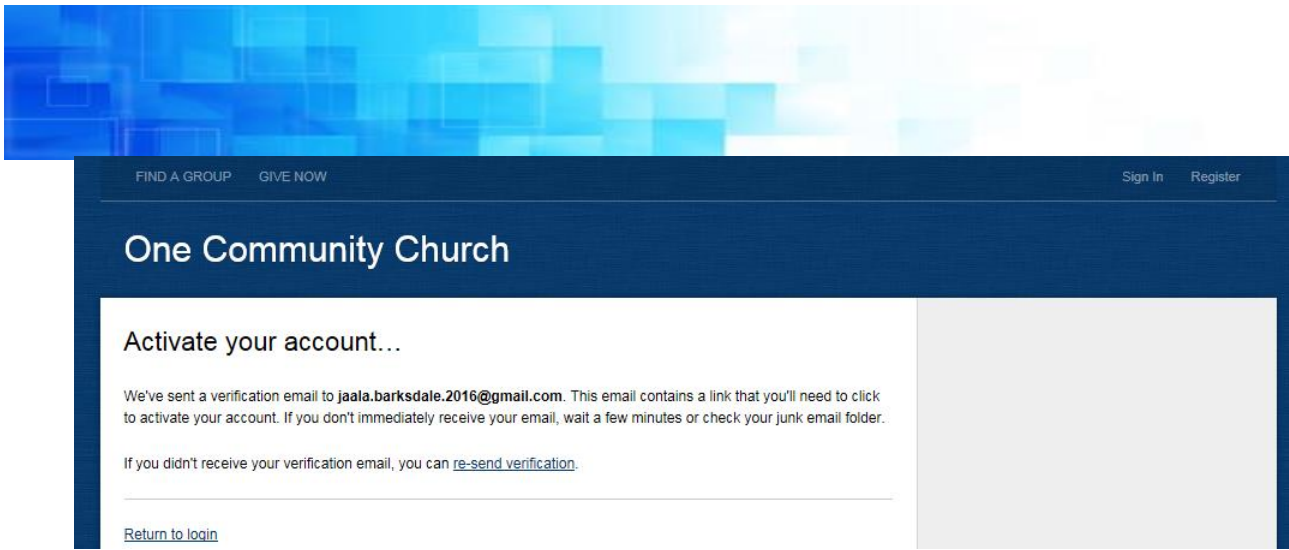 FIND A GROUP GIVE NOW Sign In Register
One Community Church
Activate your account…
We've sent a verification email to jaala.barksdale.2016@gmail.com. This email contains a link that you'll need to click
to activate your account. If you don't immediately receive your email, wait a few minutes or check your junk email folder.
If you didn't receive your verification email, you can re-send verification.
Return to login